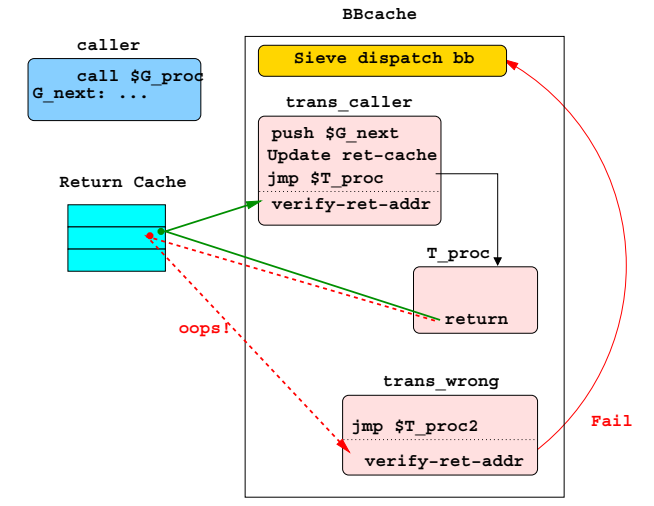 BBcache
caller
Sieve dispatch bb
call $G_proc
G_next: ...
trans_caller
push $G_next
Update ret-cache
jmp $T_proc
verify-ret-addr
Return Cache
T_proc
return
oops!
trans_wrong
jmp $T_proc2
verify-ret-addr
Fail